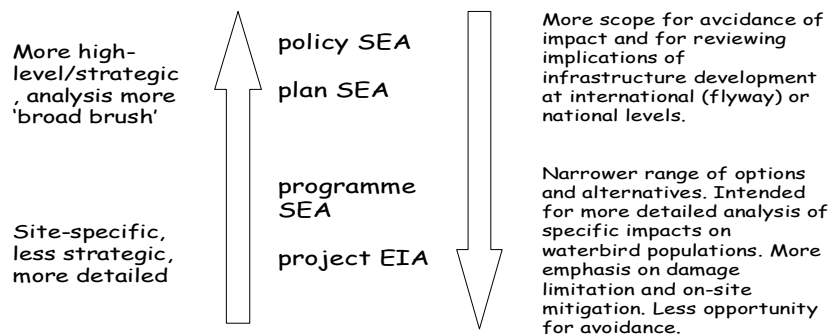 More high-
level/strategic
, analysis more
‘broad brush’
Site-specific,
less strategic,
more detailed
policy SEA
plan SEA
programme
SEA
project EIA
More scope for avcidance of
impact and for reviewing
implications of
infrastructure development
at international (flyway) or
national levels.
Narrower range of options
and alternatives. Intended
for more detailed analysis of
specific impacts on
waterbird populations. More
emphasis on damage
limitation and on-site
mitigation. Less opportunity
for avoidance.